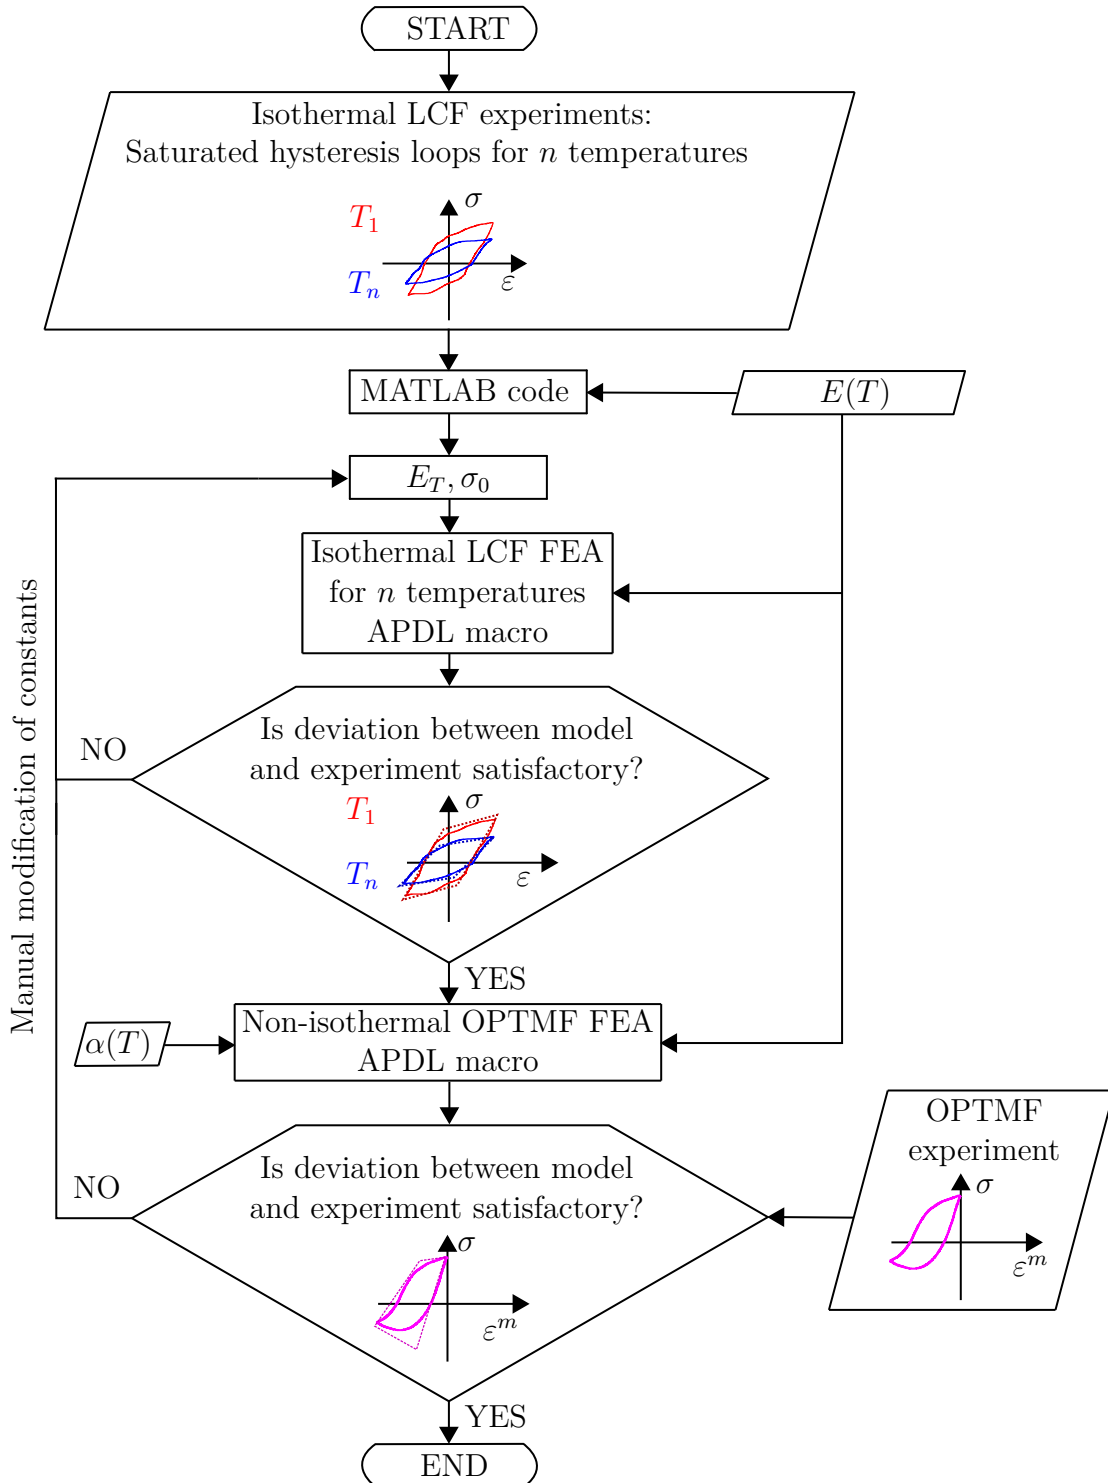 START
Isothermal LCF experiments:
Saturated hysteresis loops for n temperatures
σ
T₁
Tₙ
ε
MATLAB code
E(T)
E_T, σ₀
Isothermal LCF FEA
for n temperatures
APDL macro
Manual modification of constants
Is deviation between model
and experiment satisfactory?
NO
T₁
σ
Tₙ
ε
YES
α(T)
Non-isothermal OPTMF FEA
APDL macro
OPTMF
experiment
σ
εᵐ
Is deviation between model
and experiment satisfactory?
NO
σ
εᵐ
YES
END